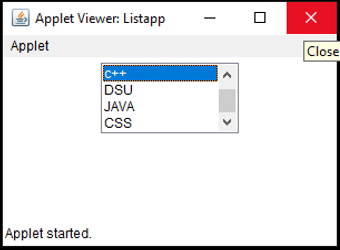 Applet Viewer: Listapp
Applet
Close
c++
DSU
JAVA
CSS
Applet started.